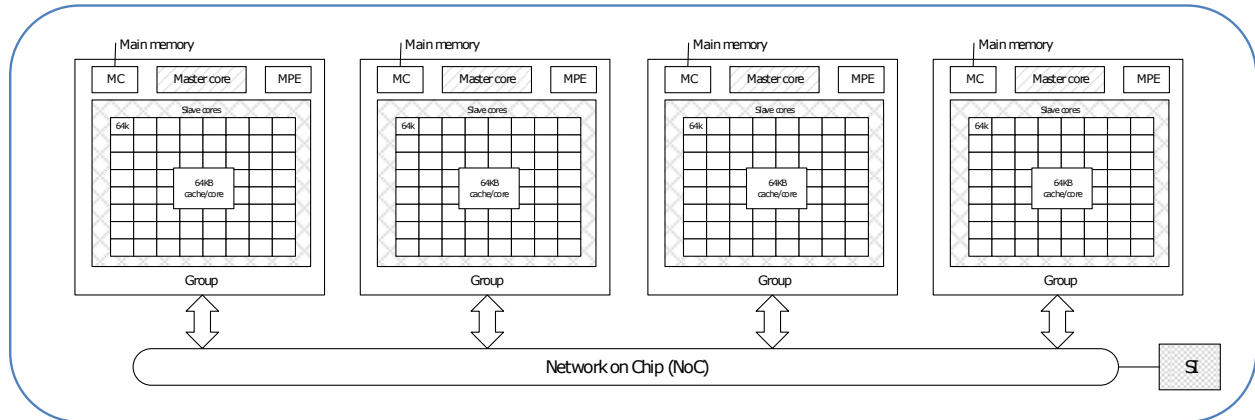 Main memory
Main memory
Main memory
Main memory
MC
Master core
MPE
MC
Master core
MPE
MC
Master core
MPE
MC
Master core
MPE
Slave cores
Slave cores
Slave cores
Slave cores
64k
64k
64k
64k
64KB
cache/core
64KB
cache/core
64KB
cache/core
64KB
cache/core
Group
Group
Group
Group
Network on Chip (NoC)
SI